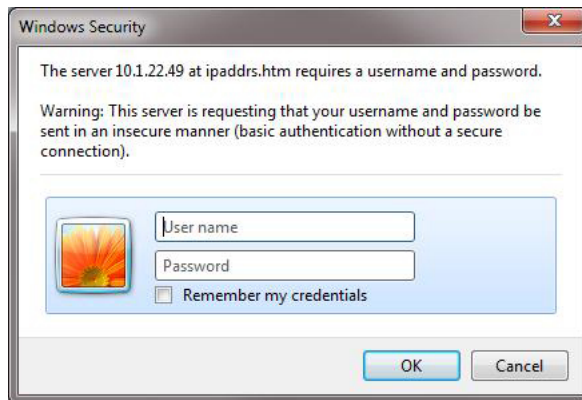 Windows Security
The server 10.1.22.49 at ipaddrs.htm requires a username and password.
Warning: This server is requesting that your username and password be
sent in an insecure manner (basic authentication without a secure
connection).
User name
Password
Remember my credentials
OK
Cancel